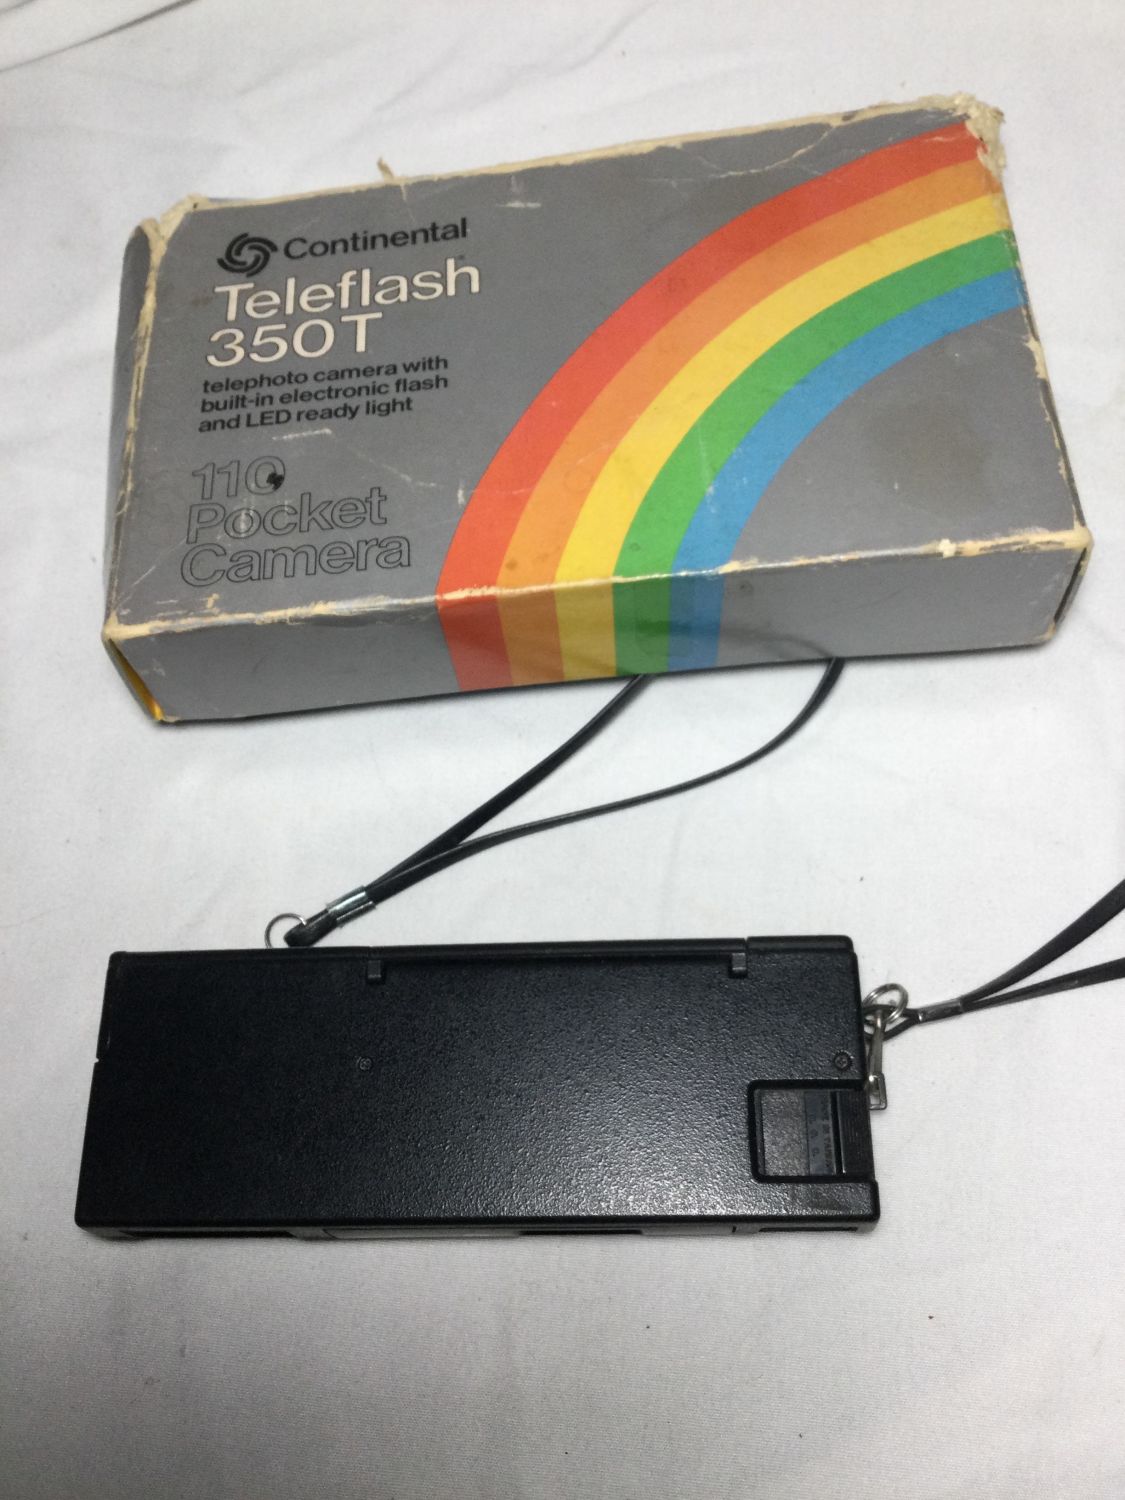 Continental
Teleflash
350T
telephoto camera with
built-in electronic flash
and LED ready light
110
Pocket
Camera